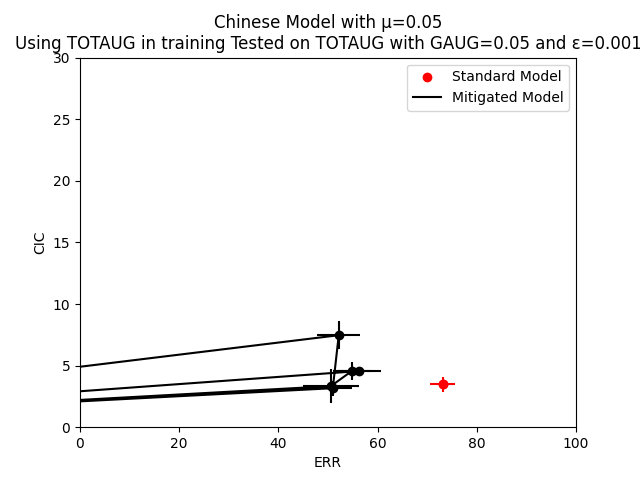 Chinese Model with μ=0.05
Using TOTAUG in training Tested on TOTAUG with GAUG=0.05 and ε=0.001
Standard Model
Mitigated Model
30
25
20
15
10
5
0
CIC
0 20 40 60 80 100
ERR